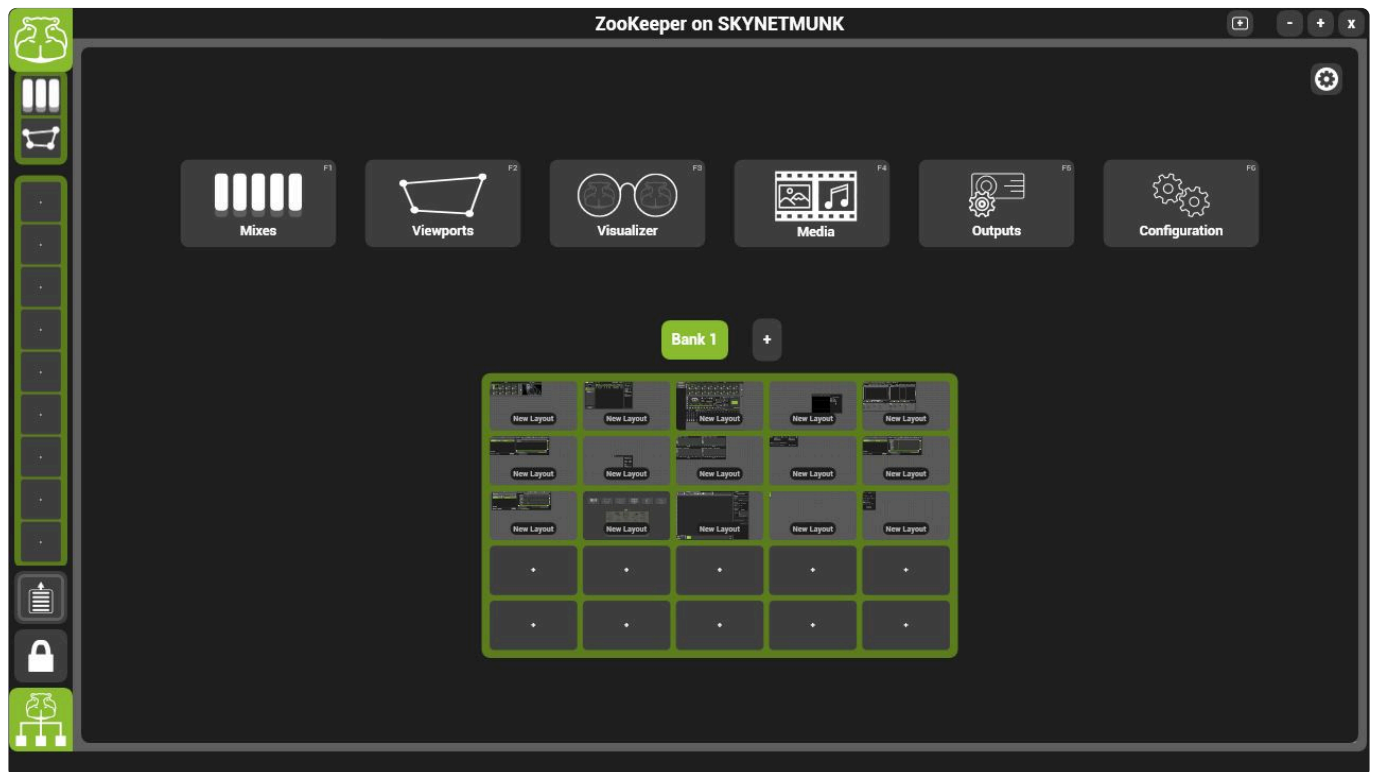 ZooKeeper on SKYNETMUNK
- + x
F1 F2 F3 F4 F5 F6
Mixes Viewports Visualizer Media Outputs Configuration
Bank 1 +
New Layout New Layout New Layout New Layout New Layout
New Layout New Layout New Layout New Layout New Layout
New Layout New Layout New Layout New Layout New Layout
+ + + + +
+ + + + +